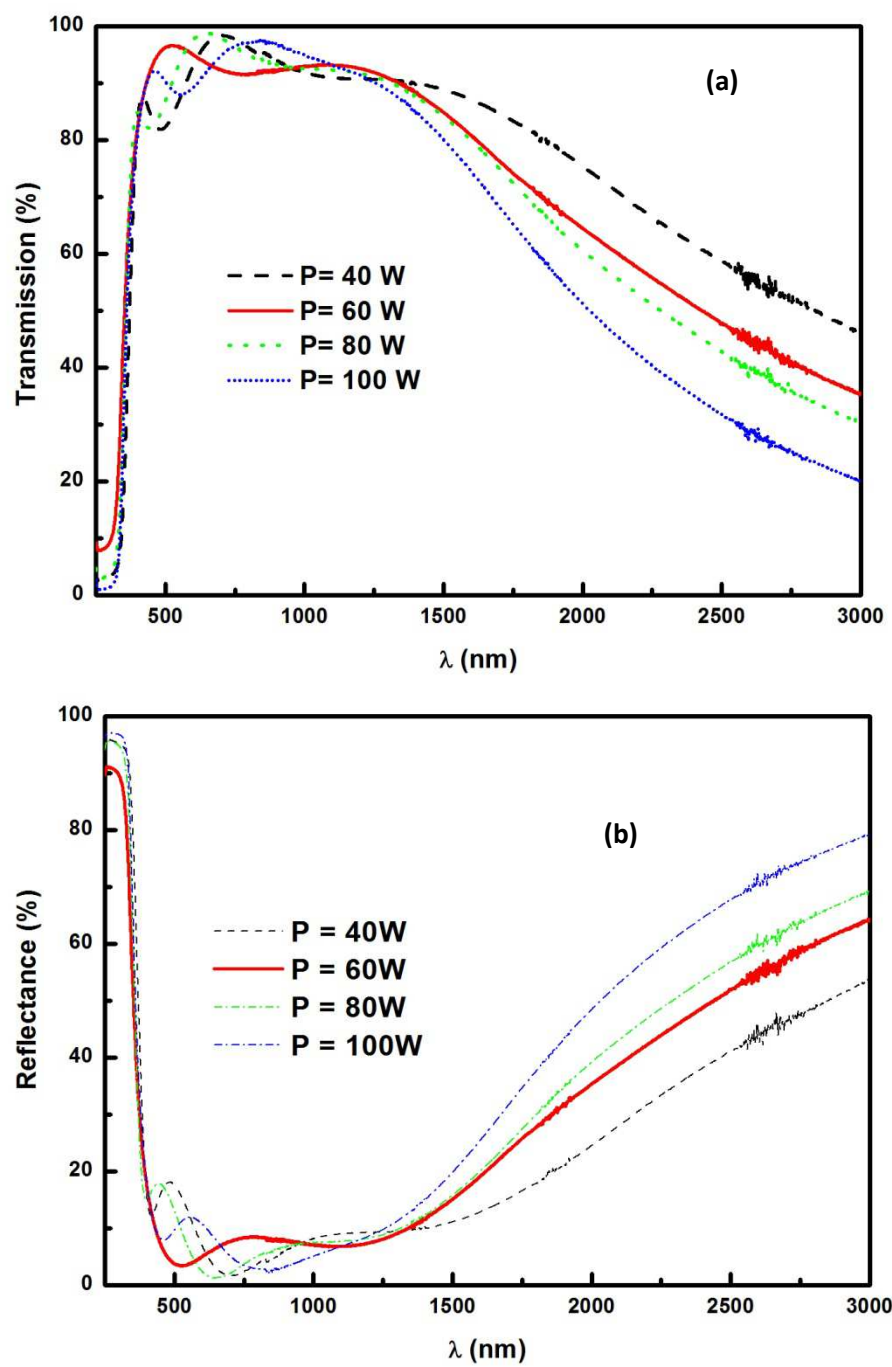 100
(a)
80
60
P= 40 W
P= 60 W
40
P= 80 W
P= 100 W
20
0
500 1000 1500 2000 2500 3000
Transmission (%)
λ (nm)
100
80
(b)
60
P = 40W
P = 60W
40
P = 80W
P = 100W
20
0
500 1000 1500 2000 2500 3000
Reflectance (%)
λ (nm)